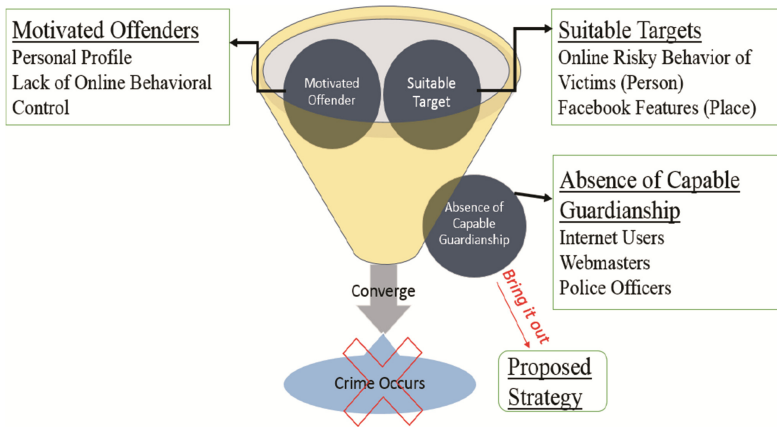 Motivated Offenders
Personal Profile
Lack of Online Behavioral
Control
Motivated
Offender
Suitable
Target
Suitable Targets
Online Risky Behavior of
Victims (Person)
Facebook Features (Place)
Absence of
Capable
Guardianship
Absence of Capable
Guardianship
Internet Users
Webmasters
Police Officers
Converge
Bring it out
Crime Occurs
Proposed
Strategy